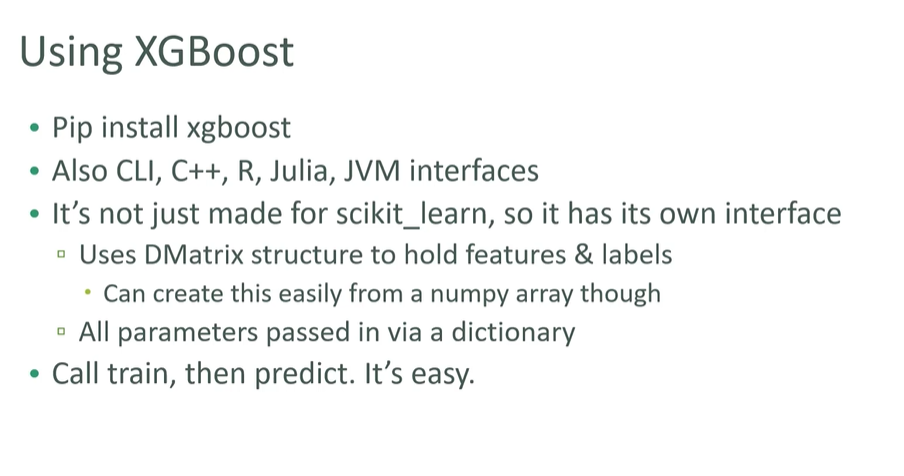 Using XGBoost
• Pip install xgboost
• Also CLI, C++, R, Julia, JVM interfaces
• It’s not just made for scikit_learn, so it has its own interface
▫ Uses DMatrix structure to hold features & labels
• Can create this easily from a numpy array though
▫ All parameters passed in via a dictionary
• Call train, then predict. It’s easy.